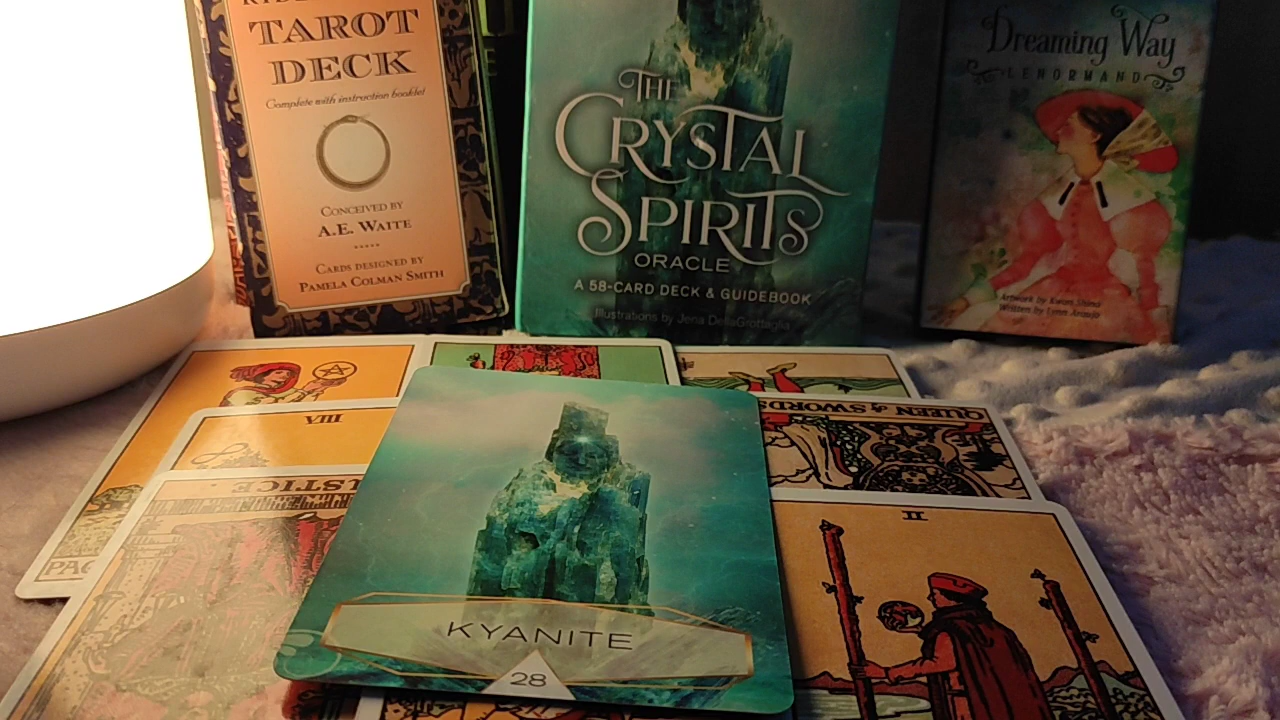 TAROT
DECK
Complete with instruction booklet
CONCEIVED BY
A.E. WAITE
CARDS DESIGNED BY
PAMELA COLMAN SMITH
THE
CRYSTAL
SPIRITS
ORACLE
A 58-CARD DECK & GUIDEBOOK
Illustrations by Jena DellaGrottaglia
Dreaming Way
LENORMAND
Artwork by Kwon Shina
Written by Lynn Araujo
VIII
QUEEN of SWORDS
JUSTICE
II
PAG
KYANITE
28